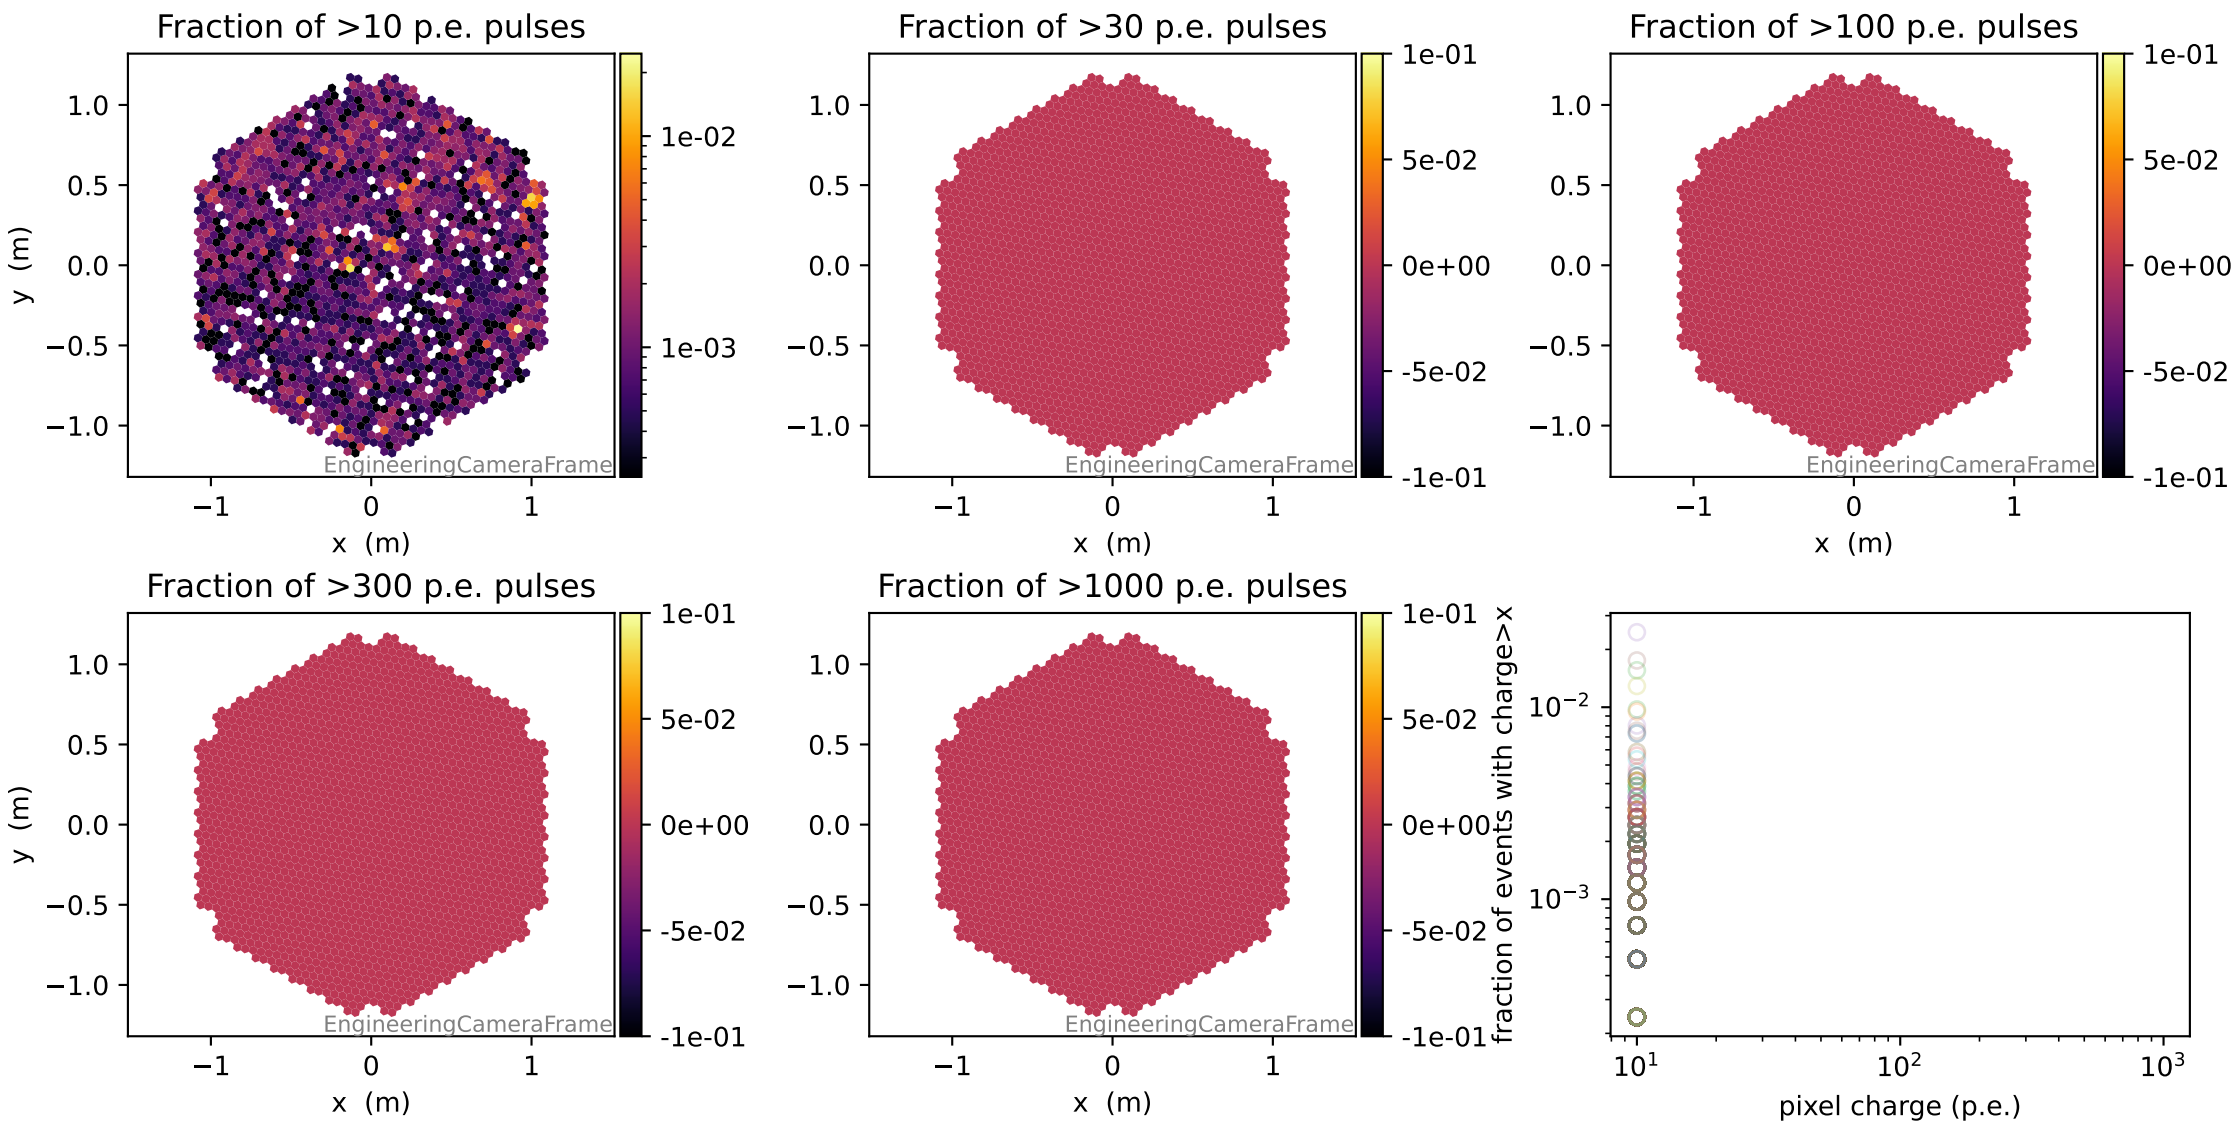 Fraction of >10 p.e. pulses
Fraction of >30 p.e. pulses
Fraction of >100 p.e. pulses
y (m)
1.0
0.5
0.0
−0.5
−1.0
EngineeringCameraFrame
−1 0 1
x (m)
1e-02
1e-03
1.0
0.5
0.0
−0.5
−1.0
EngineeringCameraFrame
−1 0 1
x (m)
1e-01
5e-02
0e+00
-5e-02
-1e-01
1.0
0.5
0.0
−0.5
−1.0
EngineeringCameraFrame
−1 0 1
x (m)
1e-01
5e-02
0e+00
-5e-02
-1e-01
Fraction of >300 p.e. pulses
Fraction of >1000 p.e. pulses
y (m)
1.0
0.5
0.0
−0.5
−1.0
EngineeringCameraFrame
−1 0 1
x (m)
1e-01
5e-02
0e+00
-5e-02
-1e-01
1.0
0.5
0.0
−0.5
−1.0
EngineeringCameraFrame
−1 0 1
x (m)
1e-01
5e-02
0e+00
-5e-02
-1e-01
fraction of events with charge>x
10⁻²
10⁻³
10¹ 10² 10³
pixel charge (p.e.)